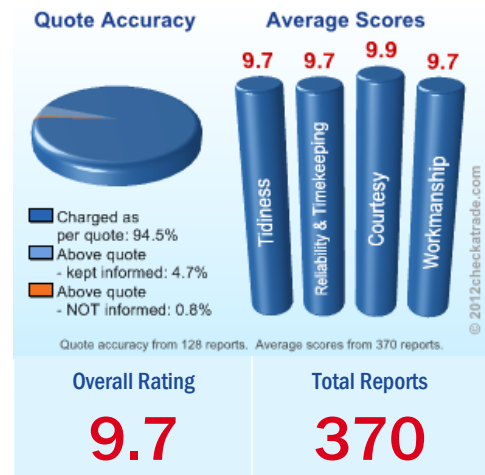 Quote Accuracy
Average Scores
9.7
9.7
9.9
9.7
Tidiness
Reliability & Timekeeping
Courtesy
Workmanship
Charged as
per quote: 94.5%
Above quote
- kept informed: 4.7%
Above quote
- NOT informed: 0.8%
© 2012checkatrade.com
Quote accuracy from 128 reports. Average scores from 370 reports.
Overall Rating
9.7
Total Reports
370